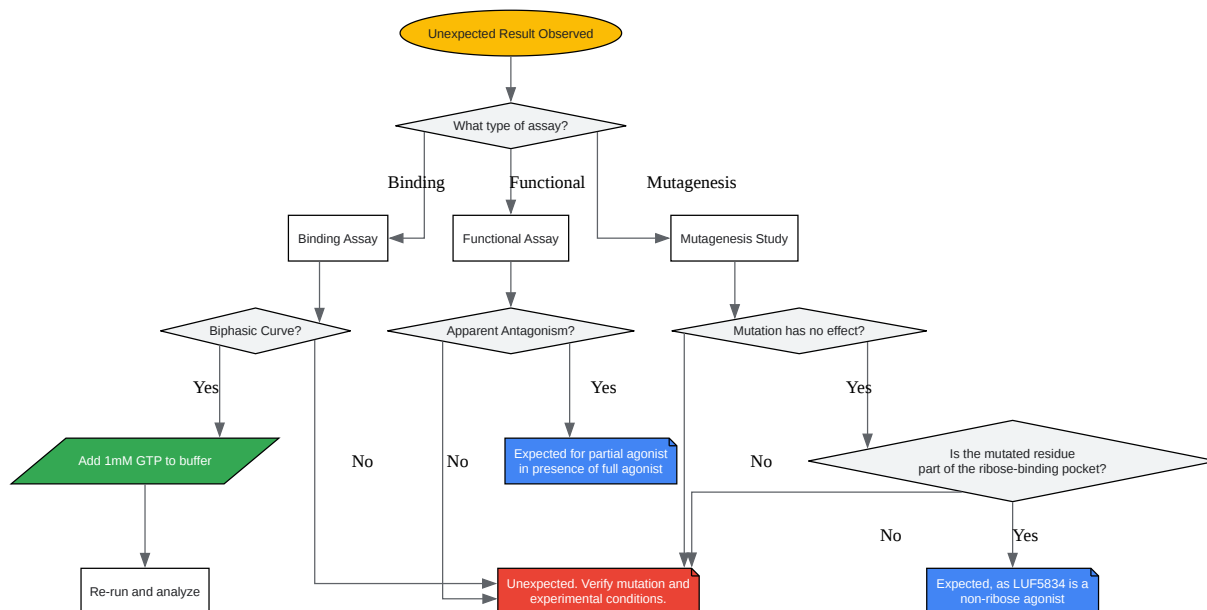 Unexpected Result Observed
What type of assay?
Binding
Functional
Mutagenesis
Binding Assay
Functional Assay
Mutagenesis Study
Biphasic Curve?
Apparent Antagonism?
Mutation has no effect?
Yes
Yes
Yes
Add 1mM GTP to buffer
No
No
Expected for partial agonist
in presence of full agonist
No
Is the mutated residue
part of the ribose-binding pocket?
No
Yes
Re-run and analyze
Unexpected. Verify mutation and
experimental conditions.
Expected, as LUF5834 is a
non-ribose agonist